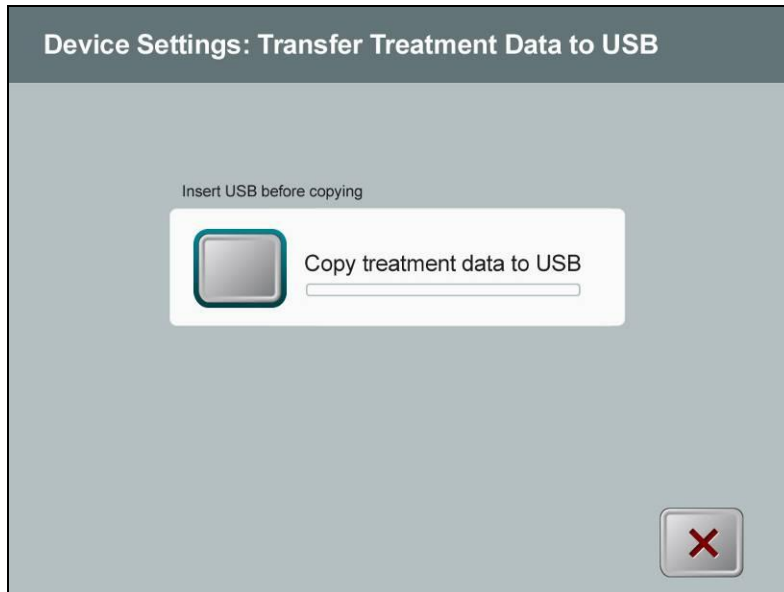 Device Settings: Transfer Treatment Data to USB
Insert USB before copying
Copy treatment data to USB